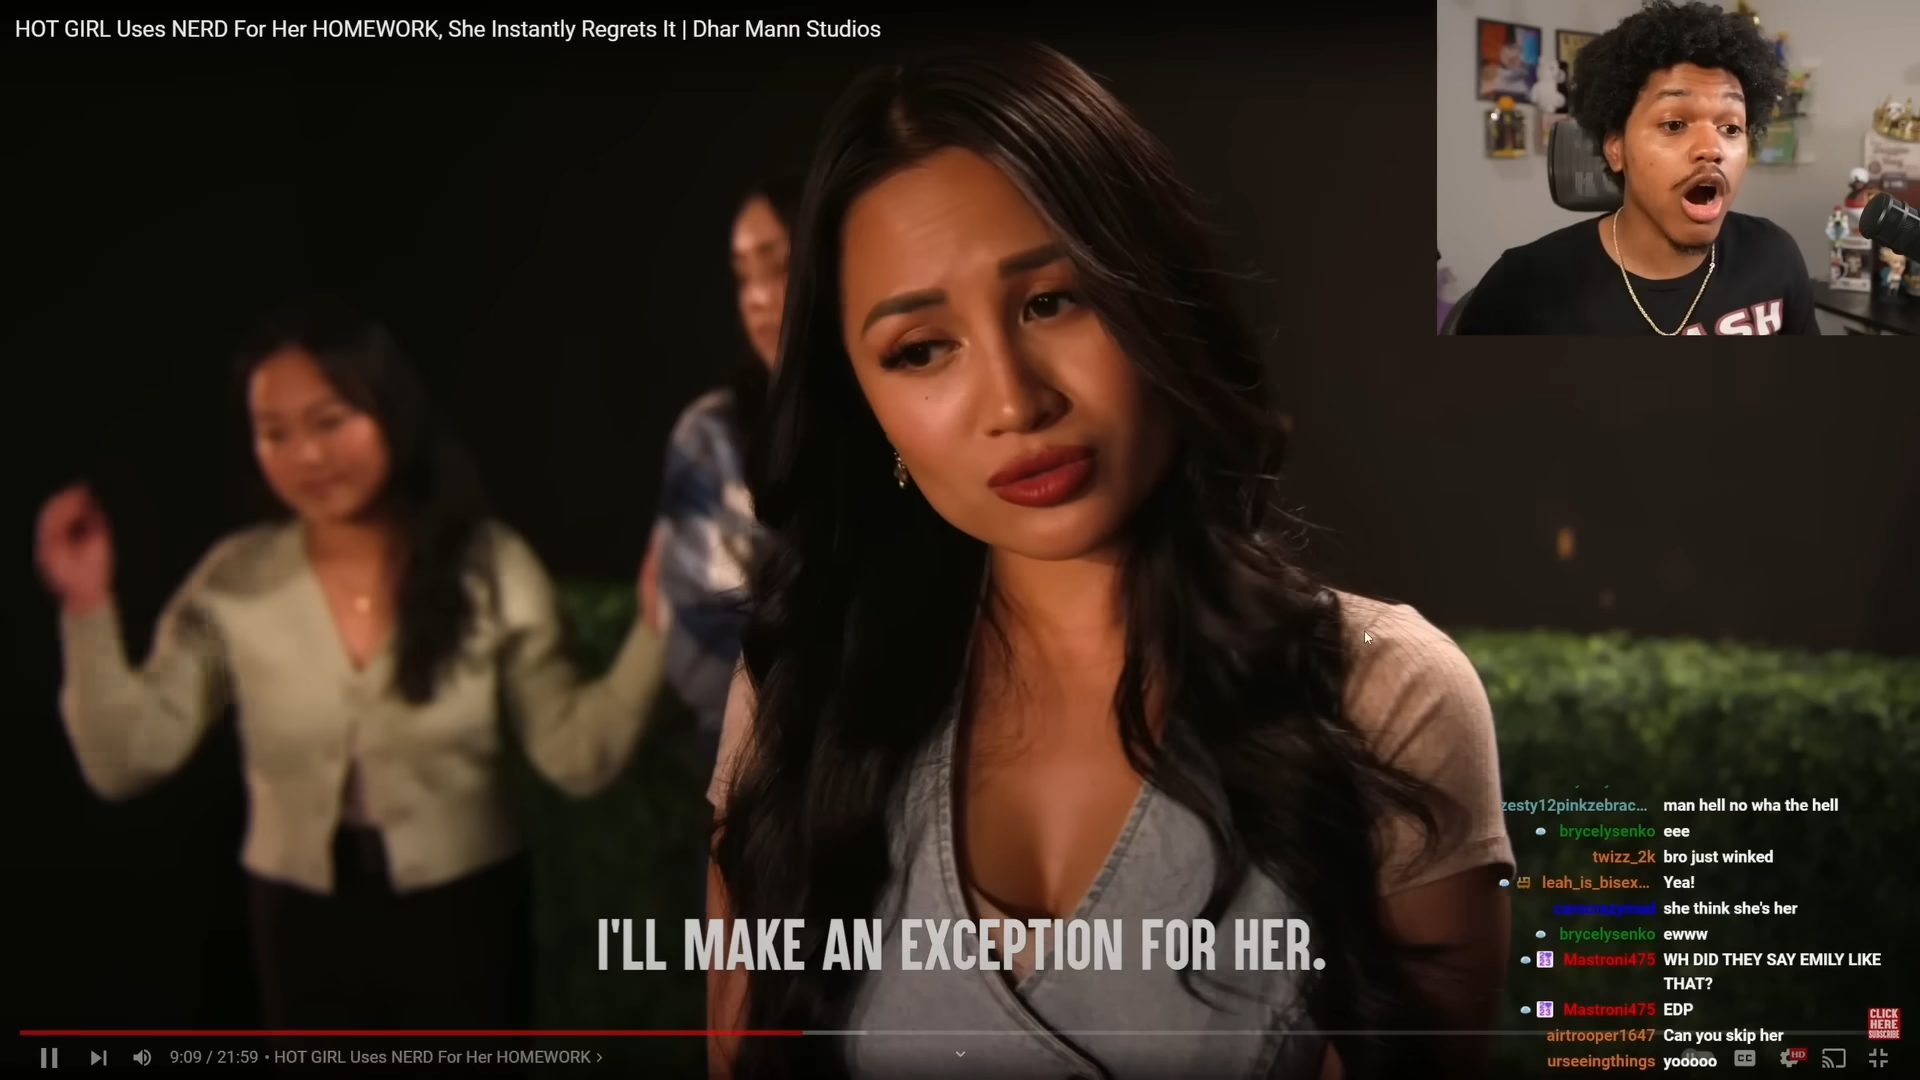 HOT GIRL Uses NERD For Her HOMEWORK, She Instantly Regrets It | Dhar Mann Studios
ASH
zesty12pinkzebrac... man hell no wha the hell
brycelysenko eee
twizz_2k bro just winked
leah_is_bisex... Yea!
she think she's her
brycelysenko ewww
Mastroni475 WH DID THEY SAY EMILY LIKE
THAT?
Mastroni475 EDP
airtrooper1647 Can you skip her
urseeingthings yooooo
I'LL MAKE AN EXCEPTION FOR HER.
CLICK
HERE
SUBSCRIBE
9:09 / 21:59 • HOT GIRL Uses NERD For Her HOMEWORK >
CC
HD